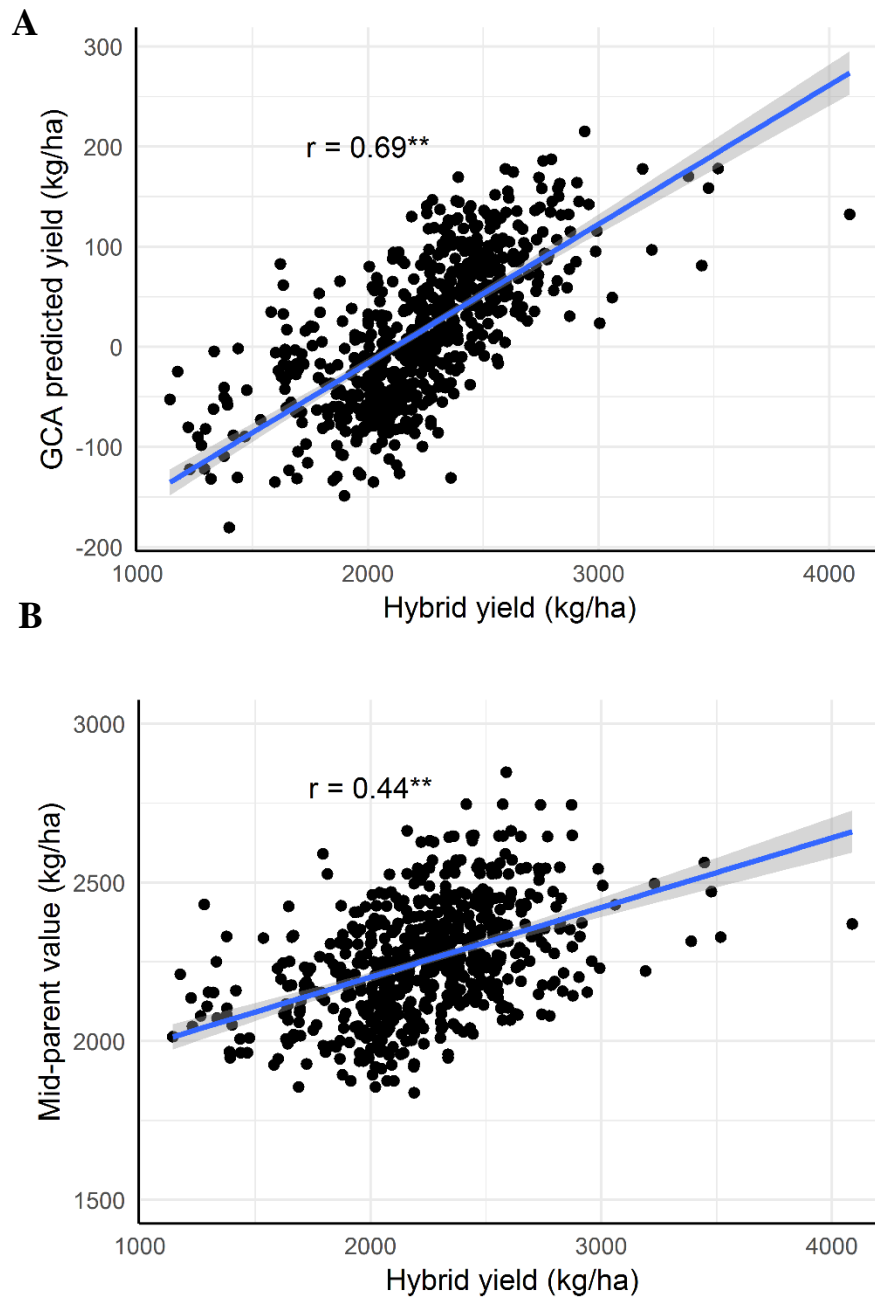 A
300
200
100
0
-100
-200
GCA predicted yield (kg/ha)
r = 0.69**
1000 2000 3000 4000
Hybrid yield (kg/ha)
B
3000
2500
2000
1500
Mid-parent value (kg/ha)
r = 0.44**
1000 2000 3000 4000
Hybrid yield (kg/ha)